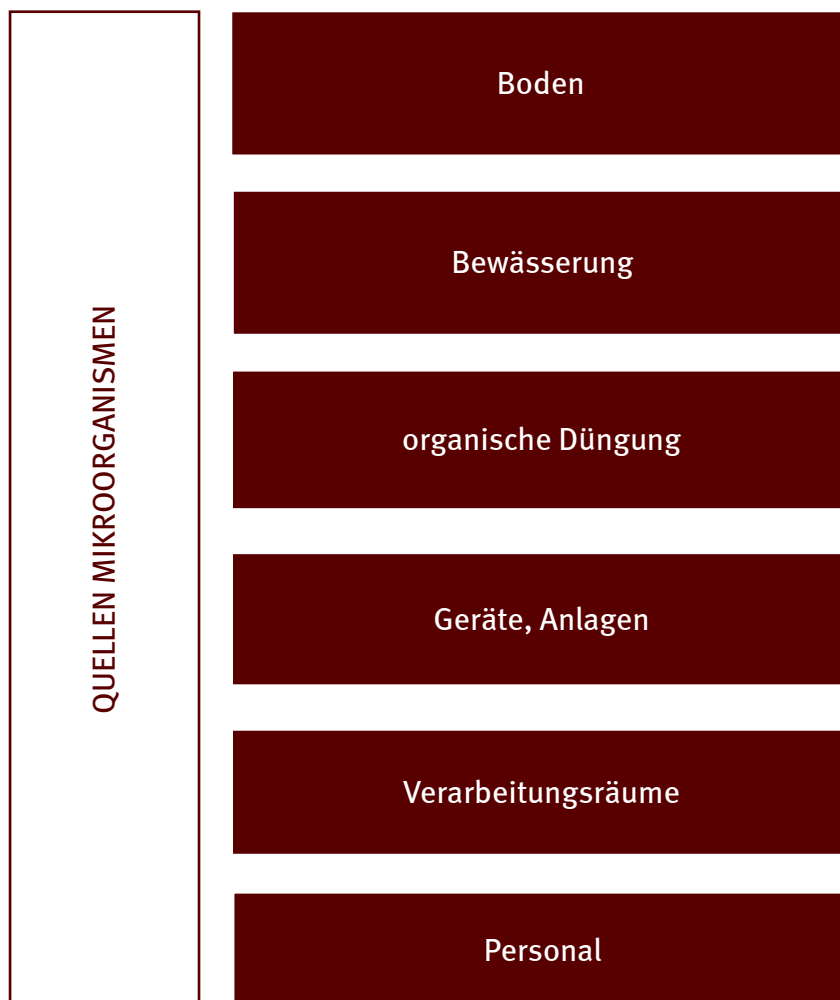 QUELLEN MIKROORGANISMEN
Boden
Bewässerung
organische Düngung
Geräte, Anlagen
Verarbeitungsräume
Personal